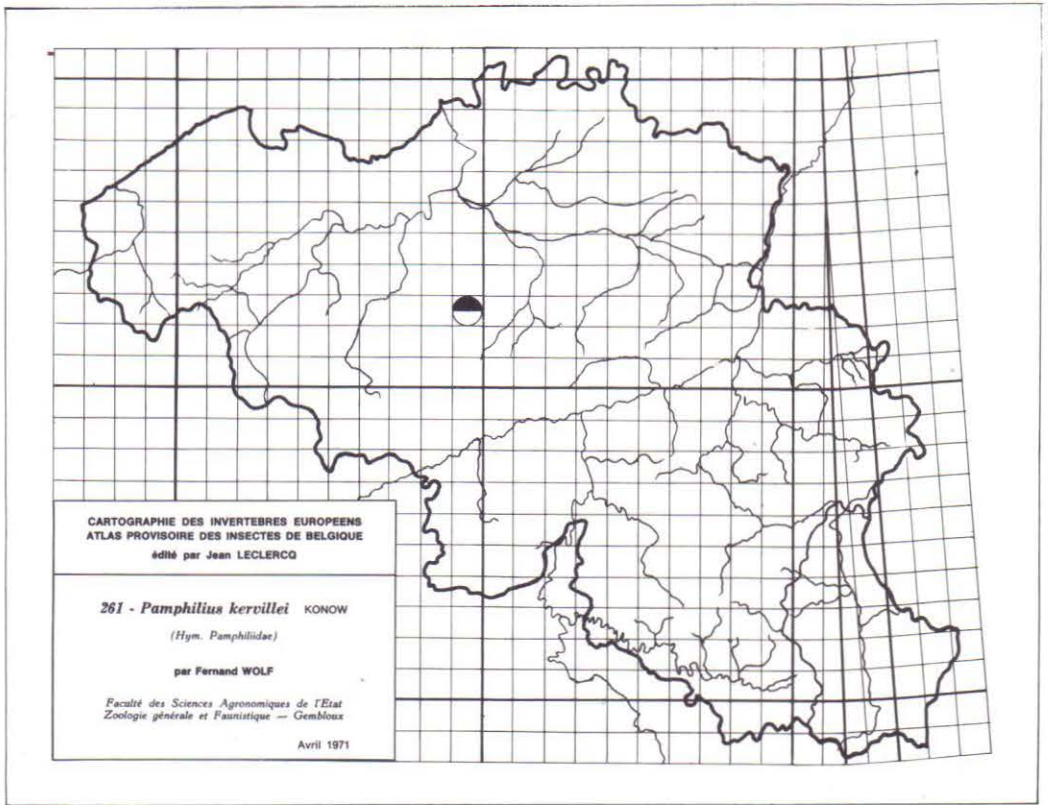 CARTOGRAPHIE DES INVERTEBRES EUROPEENS
ATLAS PROVISOIRE DES INSECTES DE BELGIQUE
édité par Jean LECLERCQ
261 - Pamphilius kervillei KONOW
(Hym. Pamphiliidae)
par Fernand WOLF
Faculté des Sciences Agronomiques de l'Etat
Zoologie générale et Faunistique — Gembloux
Avril 1971